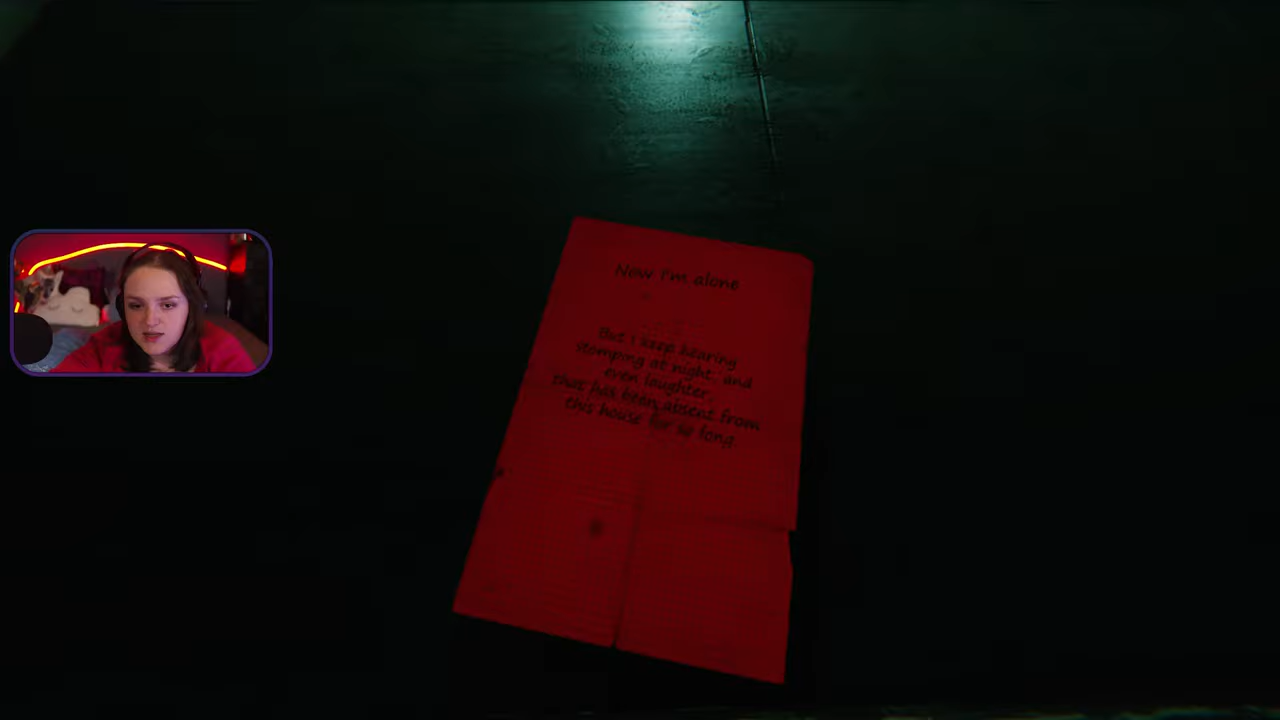 Now I'm alone
But I keep hearing
stomping at night, and
even laughter.
that has been absent from
this house for so long